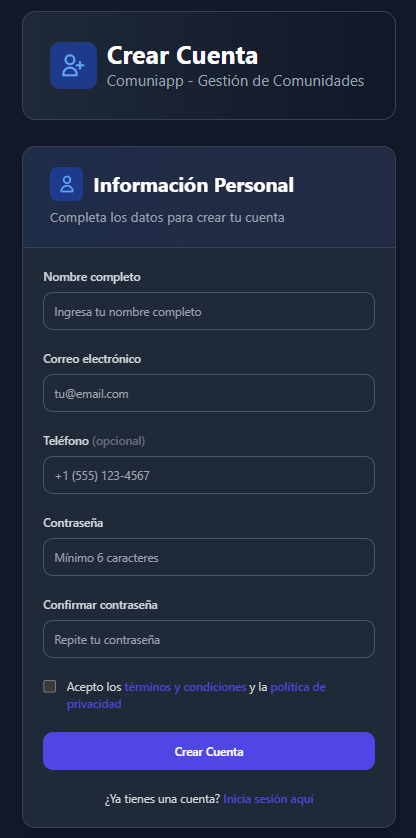 Crear Cuenta
Comuniapp - Gestión de Comunidades
Información Personal
Completa los datos para crear tu cuenta
Nombre completo
Ingresa tu nombre completo
Correo electrónico
tu@email.com
Teléfono (opcional)
+1 (555) 123-4567
Contraseña
Mínimo 6 caracteres
Confirmar contraseña
Repite tu contraseña
Acepto los términos y condiciones y la política de
privacidad
Crear Cuenta
¿Ya tienes una cuenta? Inicia sesión aquí